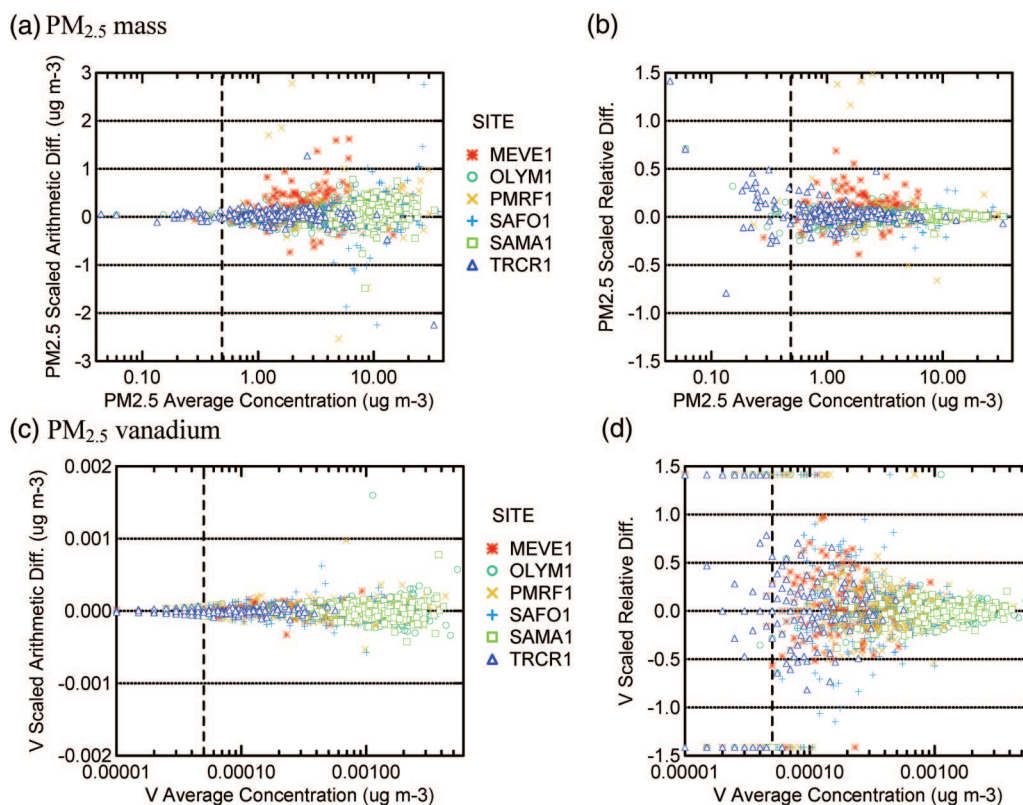 (a) PM2.5 mass
(b)
PM2.5 Scaled Arithmetic Diff. (ug m-3)
3
2
1
0
-1
-2
-3
0.10 1.00 10.00
PM2.5 Average Concentration (ug m-3)
SITE
MEVE1
OLYM1
PMRF1
SAFO1
SAMA1
TRCR1
PM2.5 Scaled Relative Diff.
1.5
1.0
0.5
0.0
-0.5
-1.0
-1.5
0.10 1.00 10.00
PM2.5 Average Concentration (ug m-3)
(c) PM2.5 vanadium
(d)
V Scaled Arithmetic Diff. (ug m-3)
0.002
0.001
0.000
-0.001
-0.002
0.00001 0.00010 0.00100
V Average Concentration (ug m-3)
SITE
MEVE1
OLYM1
PMRF1
SAFO1
SAMA1
TRCR1
V Scaled Relative Diff.
1.5
1.0
0.5
0.0
-0.5
-1.0
-1.5
0.00001 0.00010 0.00100
V Average Concentration (ug m-3)